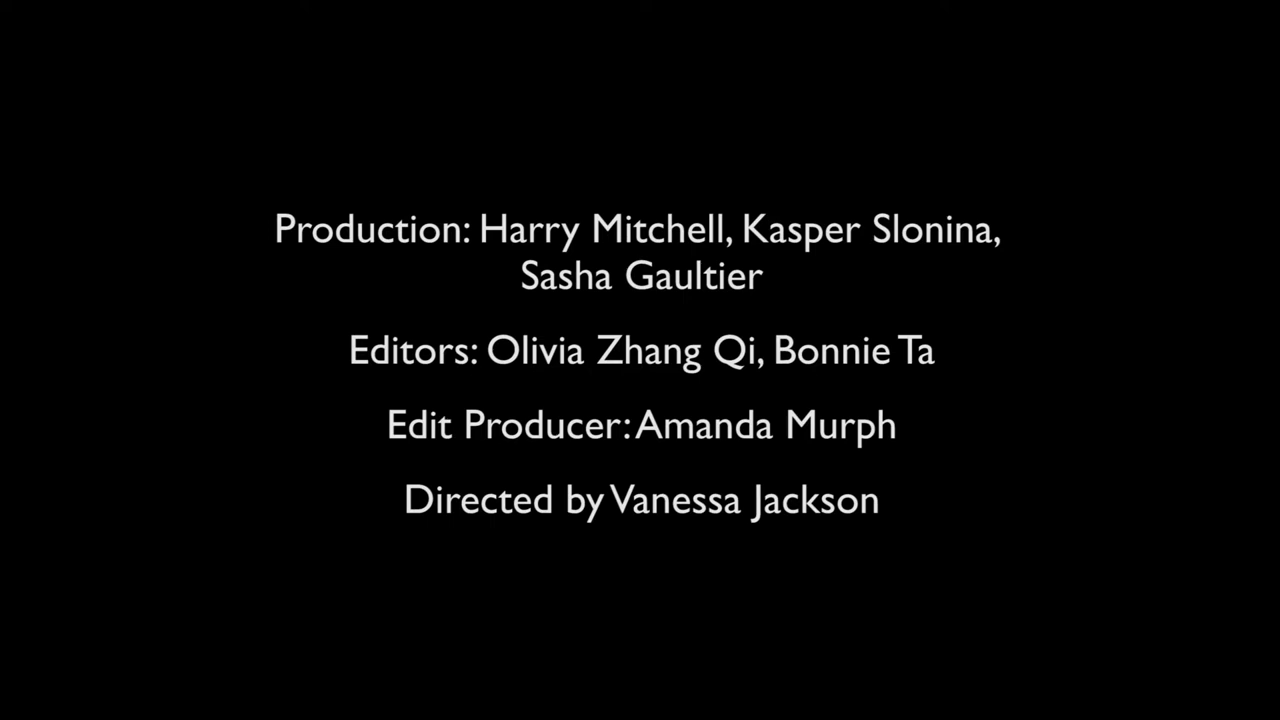 Production: Harry Mitchell, Kasper Slonina,
Sasha Gaultier
Editors: Olivia Zhang Qi, Bonnie Ta
Edit Producer: Amanda Murph
Directed by Vanessa Jackson